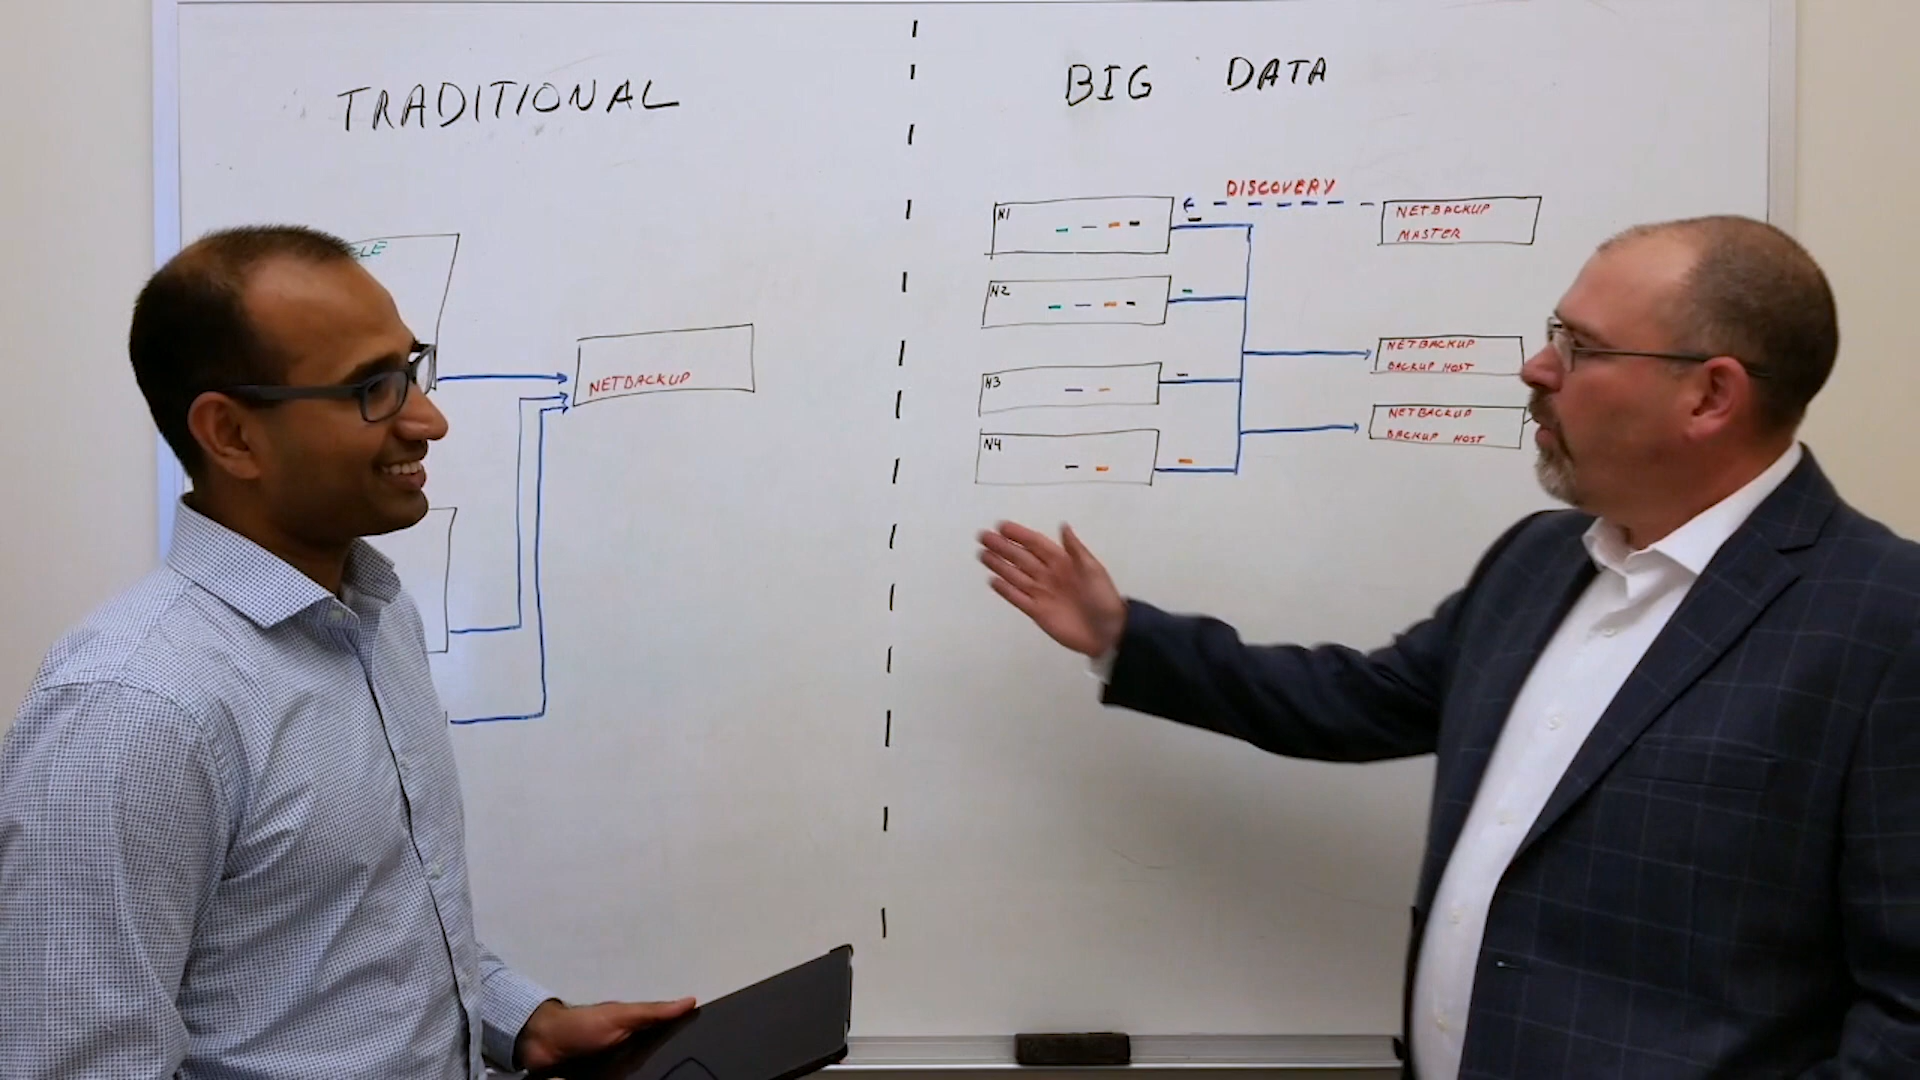 TRADITIONAL
NETBACKUP
BIG DATA
DISCOVERY
N1
NETBACKUP
MASTER
N2
N3
NETBACKUP
BACKUP HOST
N4
NETBACKUP
BACKUP HOST